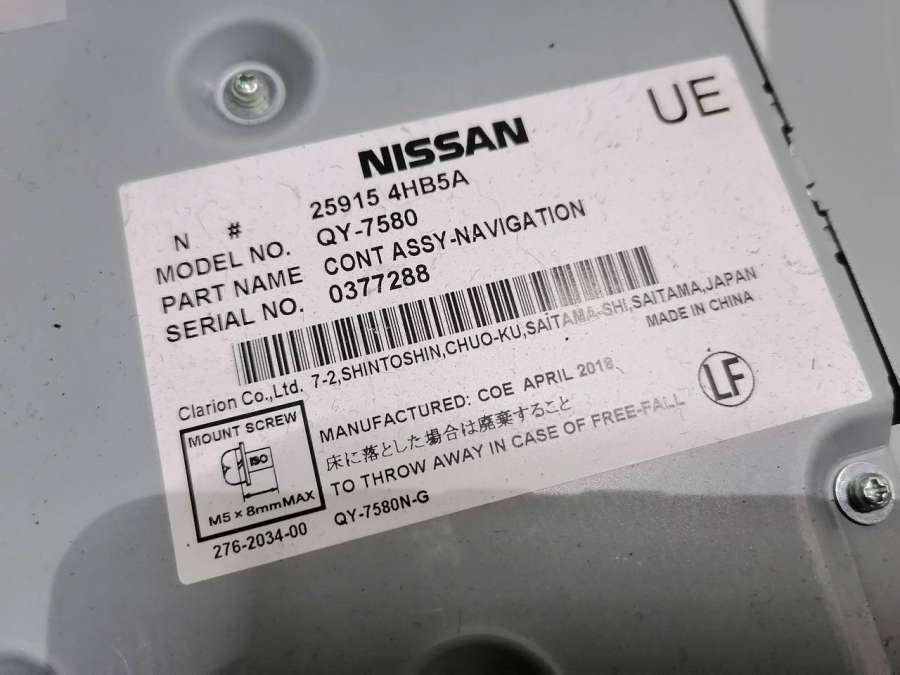 UE
NISSAN
N # 25915 4HB5A
MODEL NO. QY-7580
PART NAME CONT ASSY-NAVIGATION
SERIAL NO. 0377288
Clarion Co.,Ltd. 7-2,SHINTOSHIN,CHUO-KU,SAITAMA-SHI,SAITAMA,JAPAN
MADE IN CHINA
MOUNT SCREW
ISO
M5 × 8mmMAX
276-2034-00
MANUFACTURED: COE APRIL 2018
床に落とした場合は廃棄すること
TO THROW AWAY IN CASE OF FREE-FALL
QY-7580N-G
LF